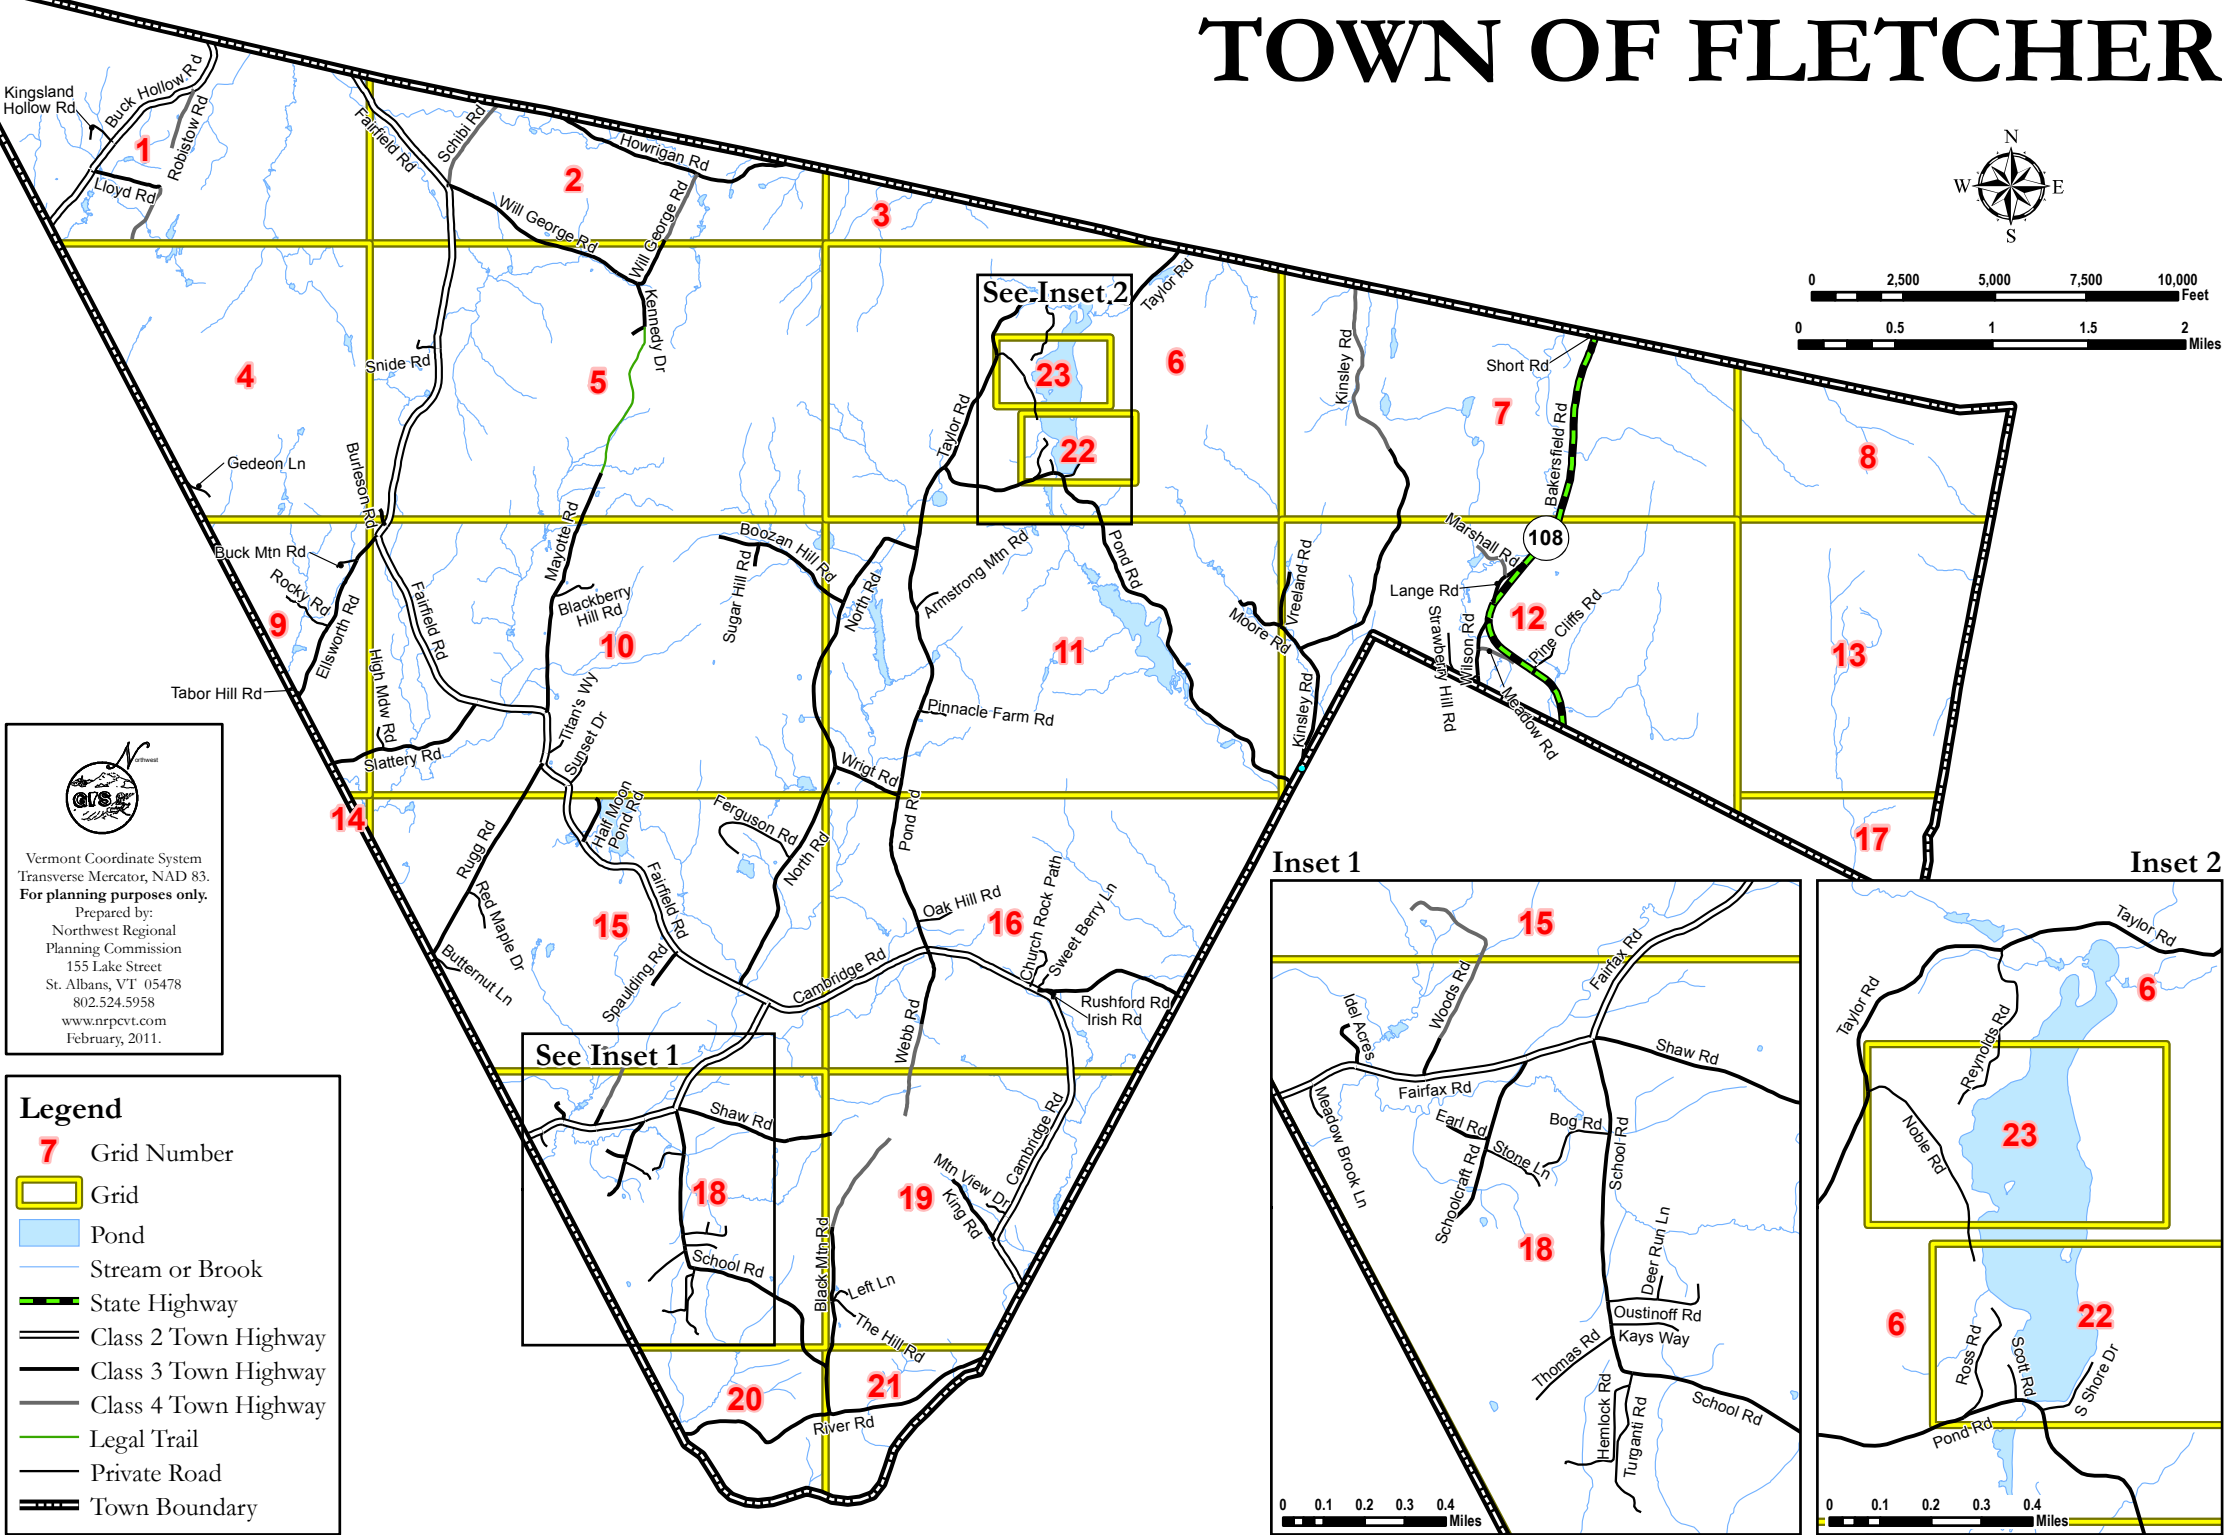 TOWN OF FLETCHER
N
W
E
S
0 2,500 5,000 7,500 10,000
Feet
0 0.5 1 1.5 2
Miles
Kingsland
Hollow Rd
Buck Hollow Rd
Robistow Rd
1
Lloyd Rd
Fairfield Rd
Schibi Rd
2
Howrigan Rd
Will George Rd
Will George Rd
3
Kennedy Dr
See Inset 2
Taylor Rd
4
Snide Rd
5
23
6
Taylor Rd
22
Kinsley Rd
Short Rd
7
Bakersfield Rd
8
Gedeon Ln
Burleson Rd
Buck Mtn Rd
Rocky Rd
9
Ellsworth Rd
Tabor Hill Rd
Fairfield Rd
High Mdw Rd
Slattery Rd
Mayotte Rd
Blackberry
Hill Rd
10
Titan's Wy
Sunset Dr
Boozan Hill Rd
Sugar Hill Rd
North Rd
Armstrong Mtn Rd
Pond Rd
11
Pinnacle Farm Rd
Wrigt Rd
Vreeland Rd
Moore Rd
Kinsley Rd
108
Marshall Rd
Lange Rd
12
Strawberry Hill Rd
Wilson Rd
Pine Cliffs Rd
Meadow Rd
13
14
Rugg Rd
Red Maple Dr
Butternut Ln
Half Moon
Pond Rd
15
Fairfield Rd
Spaulding Rd
Ferguson Rd
North Rd
Pond Rd
Oak Hill Rd
16
Church Rock Path
Sweet Berry Ln
Cambridge Rd
Rushford Rd
Irish Rd
Webb Rd
17
See Inset 1
Shaw Rd
18
School Rd
Black Mtn Rd
Left Ln
The Hill Rd
19
Mtn View Dr
King Rd
Cambridge Rd
20
21
River Rd
Northwest
GRS
Vermont Coordinate System
Transverse Mercator, NAD 83.
For planning purposes only.
Prepared by:
Northwest Regional
Planning Commission
155 Lake Street
St. Albans, VT 05478
802.524.5958
www.nrpcvt.com
February, 2011.
Legend
7 Grid Number
Grid
Pond
Stream or Brook
State Highway
Class 2 Town Highway
Class 3 Town Highway
Class 4 Town Highway
Legal Trail
Private Road
Town Boundary
Inset 1
15
Woods Rd
Fairfax Rd
Idel Acres
Shaw Rd
Fairfax Rd
Meadow Brook Ln
Earl Rd
Stone Ln
Bog Rd
School Rd
Schoolcraft Rd
18
Deer Run Ln
Oustinoff Rd
Kays Way
Thomas Rd
Hemlock Rd
Turganti Rd
School Rd
0 0.1 0.2 0.3 0.4
Miles
Inset 2
Taylor Rd
6
Taylor Rd
Reynolds Rd
Noble Rd
23
6
22
Ross Rd
Scott Rd
S Shore Dr
Pond Rd
0 0.1 0.2 0.3 0.4
Miles